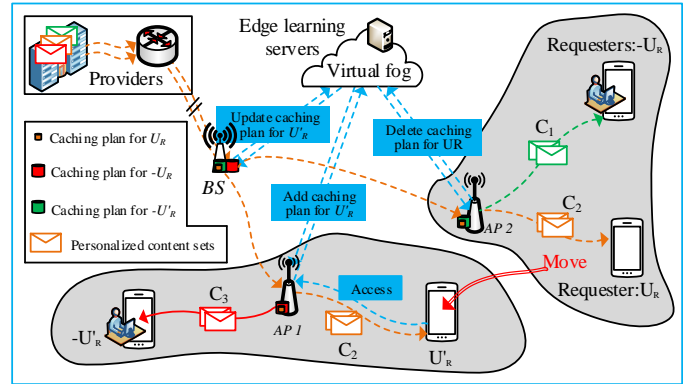 Edge learning
servers
Virtual fog
Providers
Requesters:-UR
Update caching
plan for U'R
Delete caching
plan for UR
C1
Caching plan for UR
Caching plan for -UR
Caching plan for -U'R
Personalized content sets
BS
Add caching
plan for U'R
C2
AP 2
Move
Requester:UR
Access
C3
AP 1
C2
-U'R
U'R